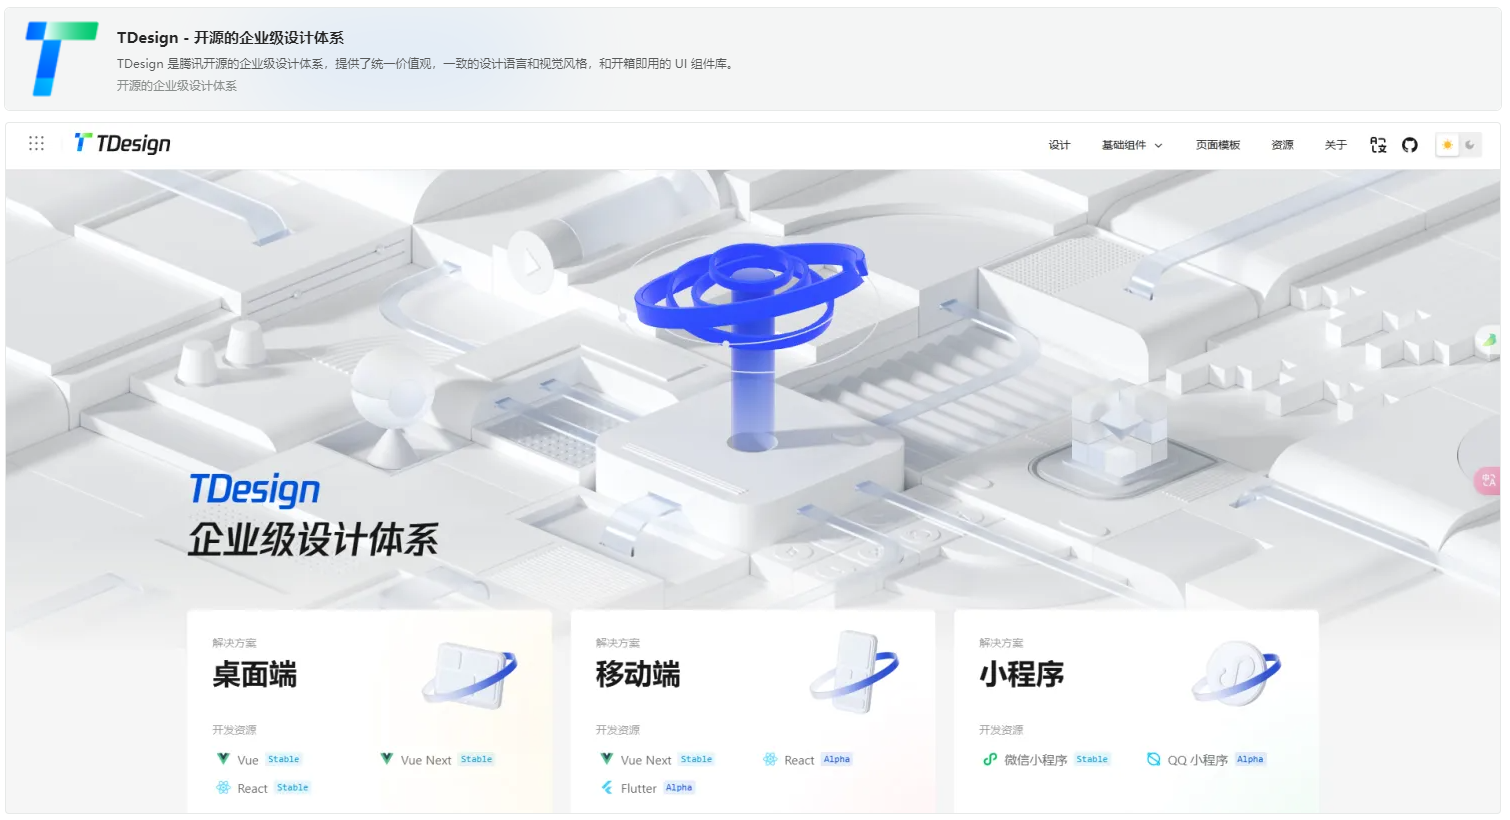 TDesign - 开源的企业级设计体系
TDesign 是腾讯开源的企业级设计体系，提供了统一价值观，一致的设计语言和视觉风格，和开箱即用的 UI 组件库。
开源的企业级设计体系
TDesign
设计 基础组件 页面模板 资源 关于
TDesign
企业级设计体系
解决方案
桌面端
开发资源
Vue Stable
Vue Next Stable
React Stable
解决方案
移动端
开发资源
Vue Next Stable
React Alpha
Flutter Alpha
解决方案
小程序
开发资源
微信小程序 Stable
QQ 小程序 Alpha